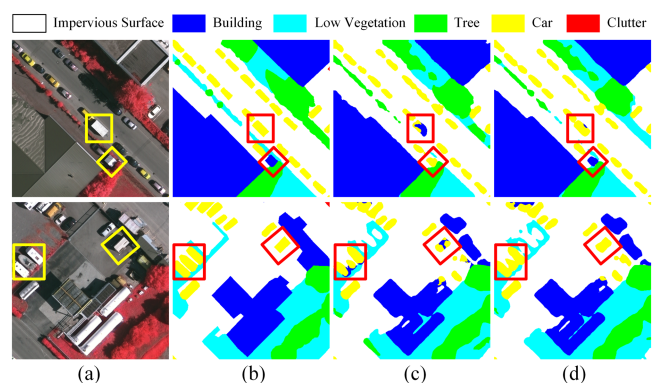 Impervious Surface Building Low Vegetation Tree Car Clutter
(a) (b) (c) (d)